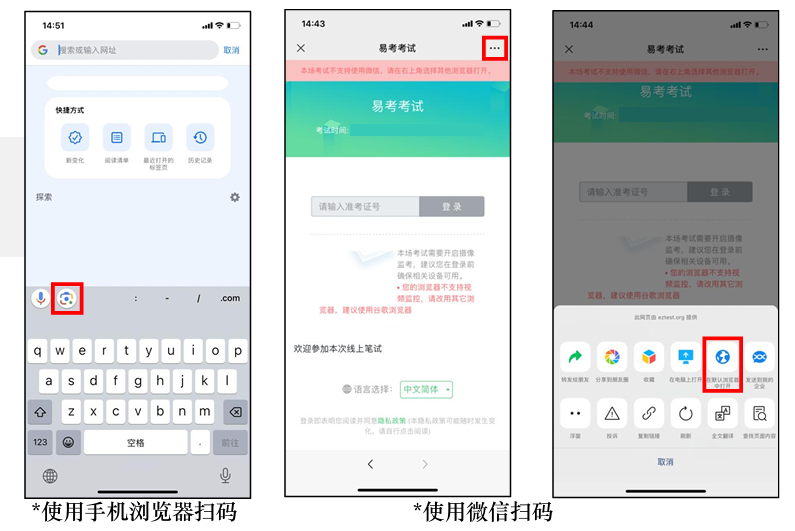 14:51
搜索或输入网址
取消
快捷方式
新变化
阅读清单
最近打开的
标签页
历史记录
探索
:
-
/
.com
q w e r t y u i o p
a s d f g h j k l
z x c v b n m
123
空格
.
前往
*使用手机浏览器扫码
14:43
易考考试
本场考试不支持使用微信，请在右上角选择其他浏览器打开。
易考考试
考试时间:
请输入准考证号
登 录
本场考试需要开启摄像
监考，建议您在登录前
确保相关设备可用。
• 您的浏览器不支持视
频监控，请改用其它浏
览器，建议使用谷歌浏览器
欢迎参加本次线上笔试
语言选择:
中文简体
登录即表明您阅读并同意隐私政策 (本隐私政策可能随时发生变
化，请自行点击阅读)
14:44
易考考试
本场考试不支持使用微信，请在右上角选择其他浏览器打开。
易考考试
考试时间:
请输入准考证号
登 录
本场考试需要开启摄像
监考，建议您在登录前
确保相关设备可用。
• 您的浏览器不支持视
频监控，请改用其它浏
览器，建议使用谷歌浏览器
此网页由 eztest.org 提供
转发给朋友
分享到朋友圈
收藏
在电脑上打开
在默认浏览器
中打开
发送到我的
企业
浮窗
投诉
复制链接
刷新
全文翻译
查找页面内容
取消
*使用微信扫码